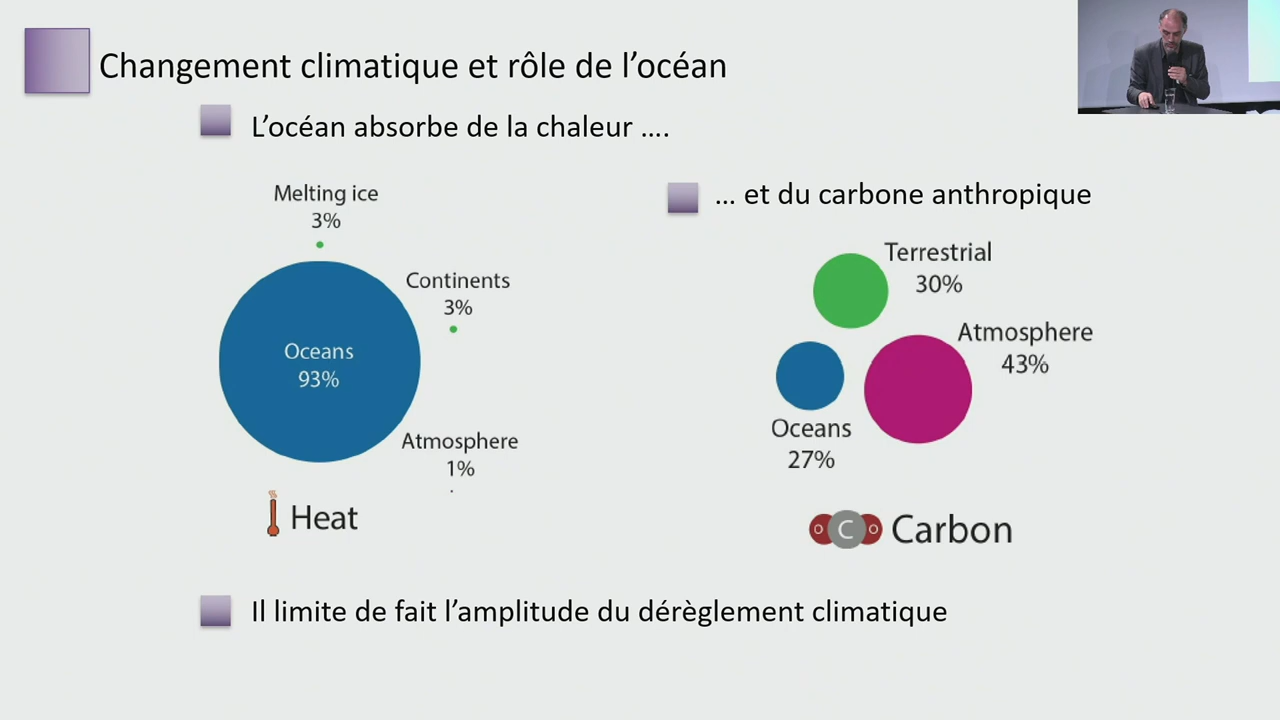 Changement climatique et rôle de l’océan
L’océan absorbe de la chaleur ....
... et du carbone anthropique
Melting ice
3%
Continents
3%
Oceans
93%
Atmosphere
1%
Heat
Terrestrial
30%
Atmosphere
43%
Oceans
27%
O C O Carbon
Il limite de fait l’amplitude du dérèglement climatique